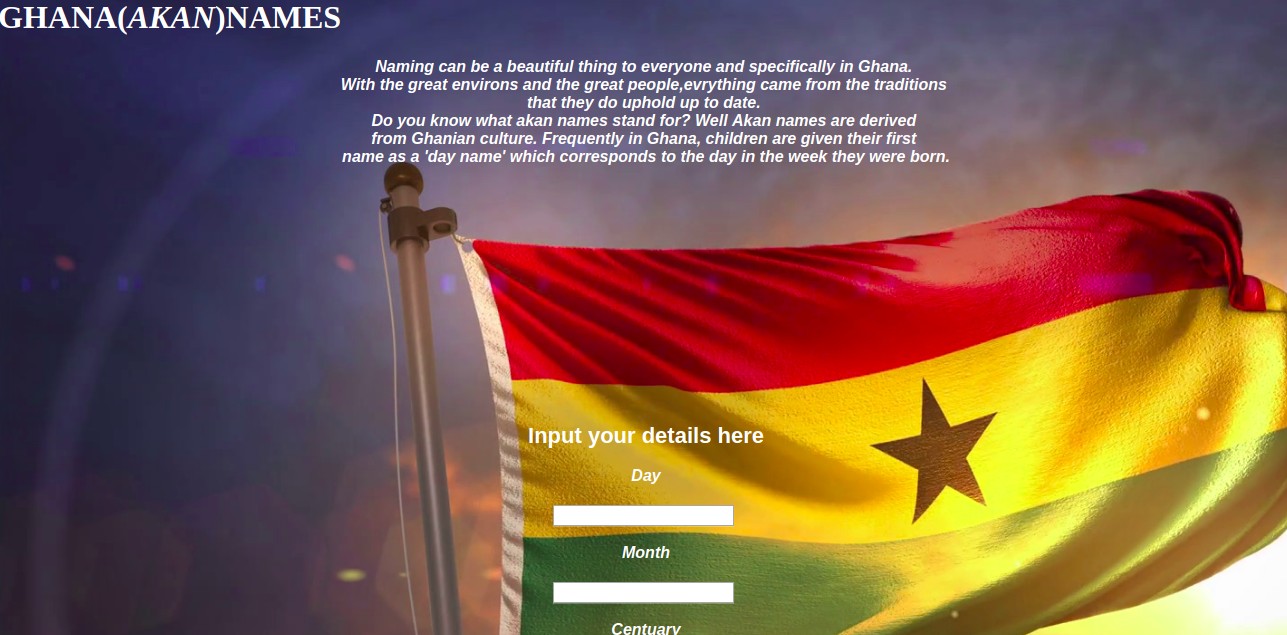 GHANA(AKAN)NAMES
Naming can be a beautiful thing to everyone and specifically in Ghana.
With the great environs and the great people,evrything came from the traditions
that they do uphold up to date.
Do you know what akan names stand for? Well Akan names are derived
from Ghanian culture. Frequently in Ghana, children are given their first
name as a 'day name' which corresponds to the day in the week they were born.
Input your details here
Day
Month
Centuary